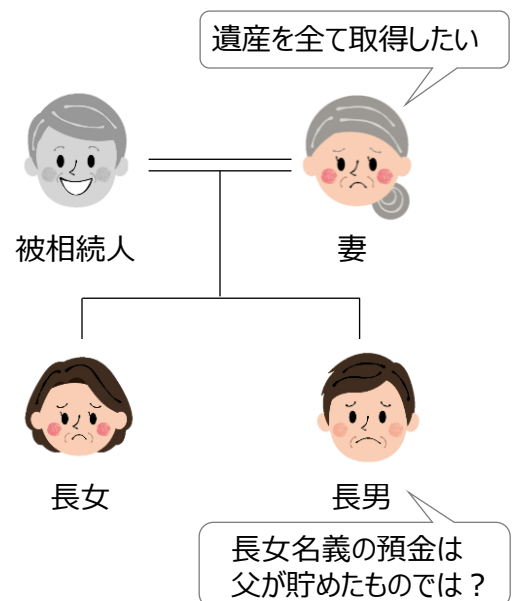 遺産を全て取得したい
被相続人
妻
長女
長男
長女名義の預金は
父が貯めたものでは？